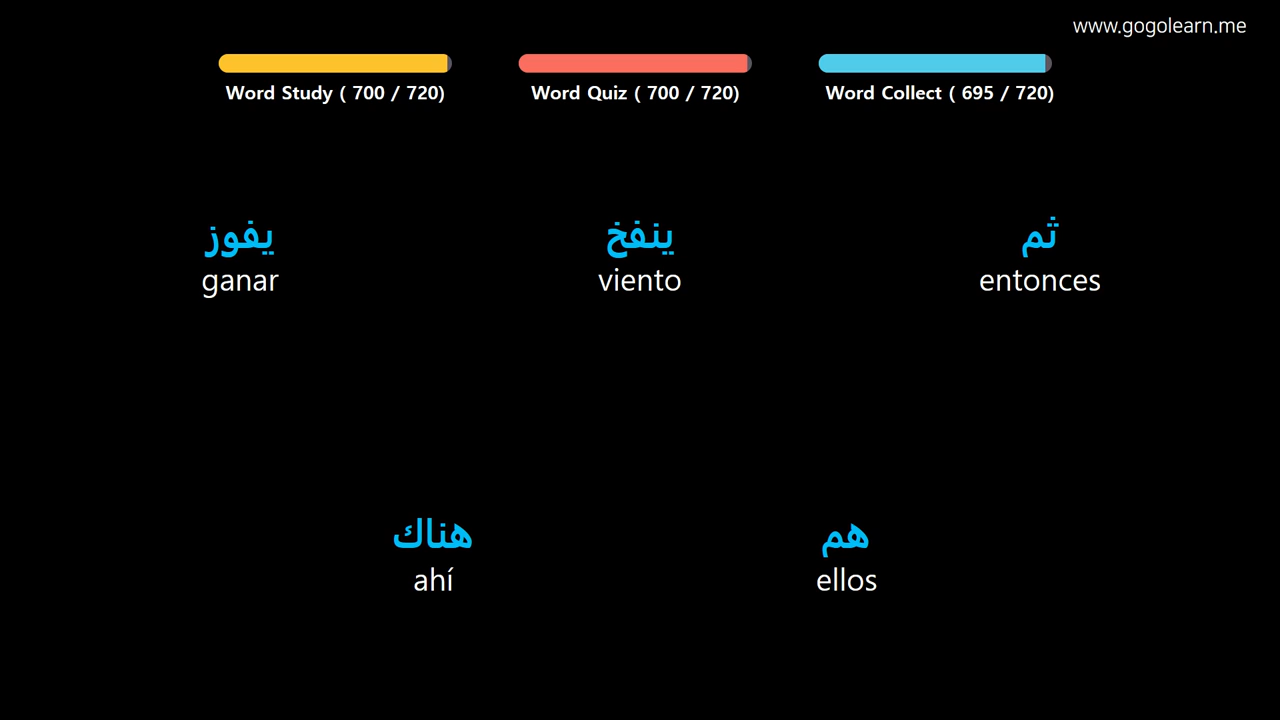 www.gogolearn.me
Word Study ( 700 / 720)
Word Quiz ( 700 / 720)
Word Collect ( 695 / 720)
يفوز
ganar
ينفخ
viento
ثم
entonces
هناك
ahí
هم
ellos